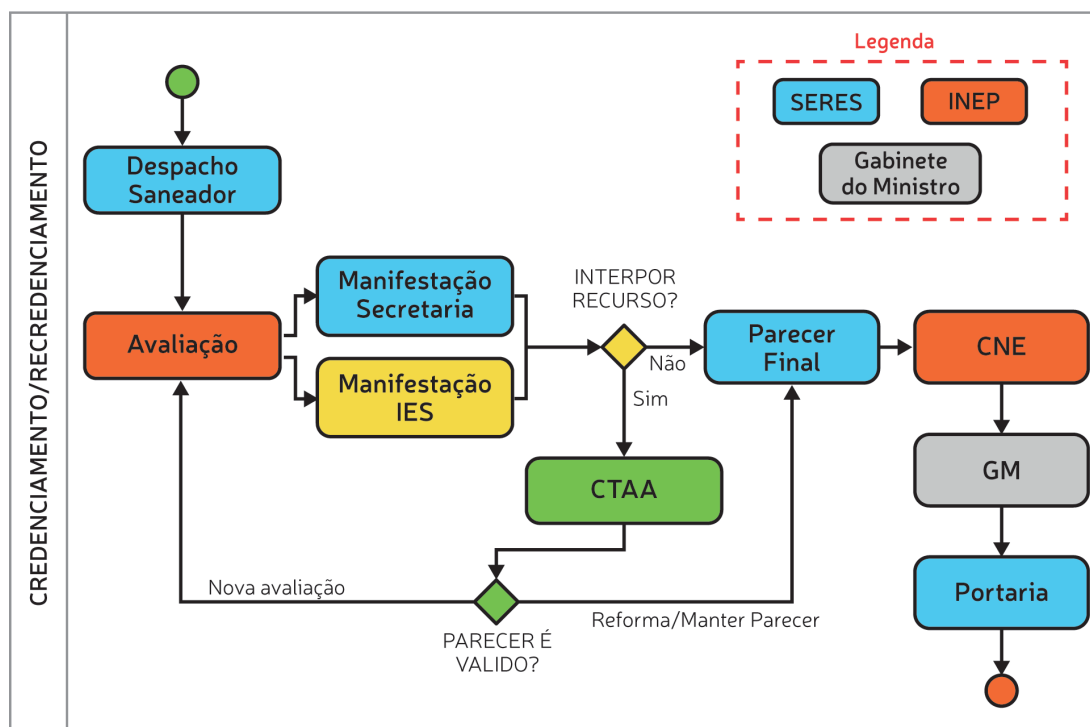 CREDENCIAMENTO/RECREDENCIAMENTO
Legenda
SERES
INEP
Gabinete
do Ministro
Despacho
Saneador
Avaliação
Manifestação
Secretaria
Manifestação
IES
INTERPOR
RECURSO?
Não
Sim
Parecer
Final
CNE
CTAA
GM
Nova avaliação
PARECER É
VALIDO?
Reforma/Manter Parecer
Portaria